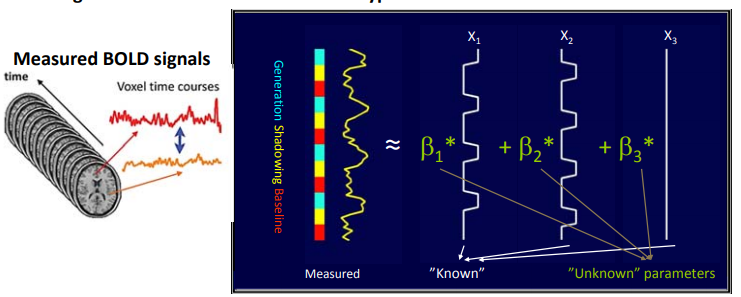 Measured BOLD signals
time
Voxel time courses
Generation Shadowing Baseline
X1
X2
X3
≈ β1* + β2* + β3*
Measured
”Known”
”Unknown” parameters